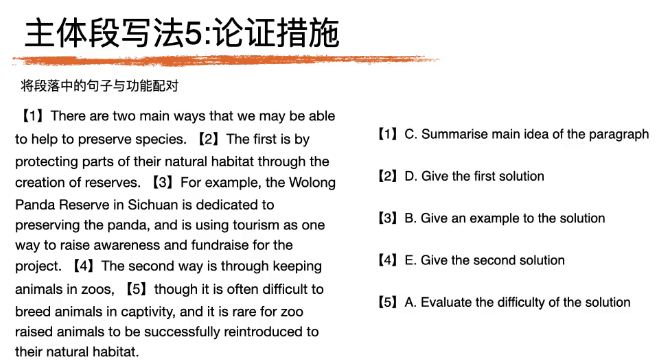 主体段写法5:论证措施
将段落中的句子与功能配对
【1】There are two main ways that we may be able
to help to preserve species. 【2】The first is by
protecting parts of their natural habitat through the
creation of reserves. 【3】For example, the Wolong
Panda Reserve in Sichuan is dedicated to
preserving the panda, and is using tourism as one
way to raise awareness and fundraise for the
project. 【4】The second way is through keeping
animals in zoos, 【5】though it is often difficult to
breed animals in captivity, and it is rare for zoo
raised animals to be successfully reintroduced to
their natural habitat.
【1】C. Summarise main idea of the paragraph
【2】D. Give the first solution
【3】B. Give an example to the solution
【4】E. Give the second solution
【5】A. Evaluate the difficulty of the solution